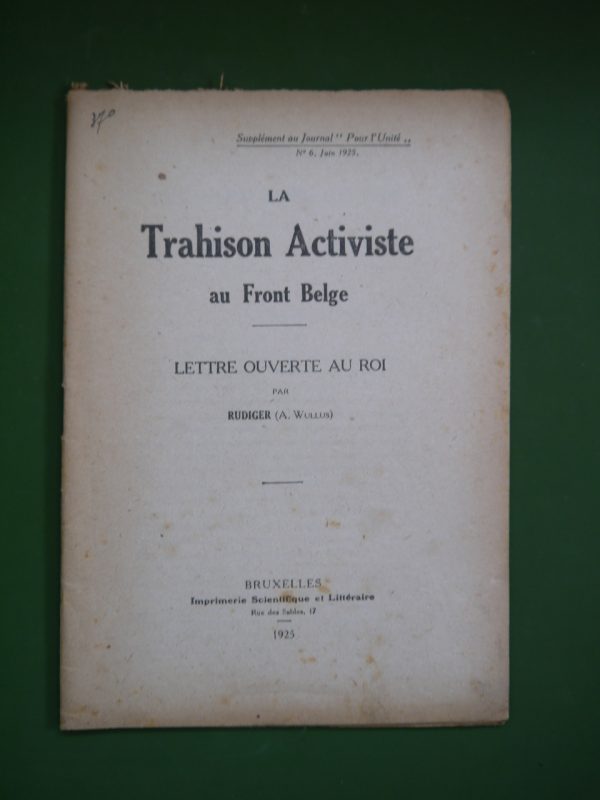 370
Supplément au Journal " Pour l'Unité „
N° 6, Juin 1925.
LA
Trahison Activiste
au Front Belge
LETTRE OUVERTE AU ROI
PAR
RUDIGER (A. WULLUS)
BRUXELLES
Imprimerie Scientifique et Littéraire
Rue des Sables, 17
1925